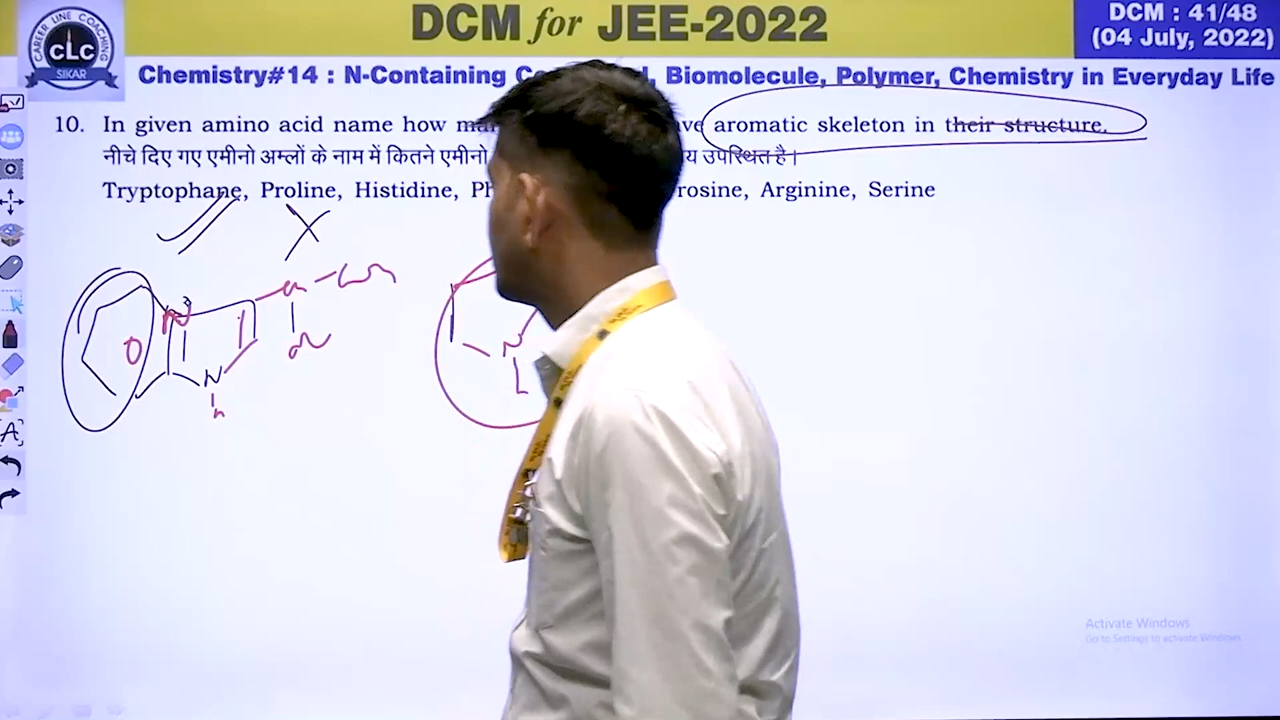 DCM for JEE-2022
DCM : 41/48
(04 July, 2022)
CAREER LINE COACHING
CLC
SIKAR
Chemistry#14 : N-Containing , Biomolecule, Polymer, Chemistry in Everyday Life
10. In given amino acid name how aromatic skeleton in their structure.
नीचे दिए गए एमीनो अम्लों के नाम में कितने एमीनो उपस्थित है।
Tryptophane, Proline, Histidine, Arginine, Serine
N
N
N
Activate Windows
Go to Settings to activate Windows.